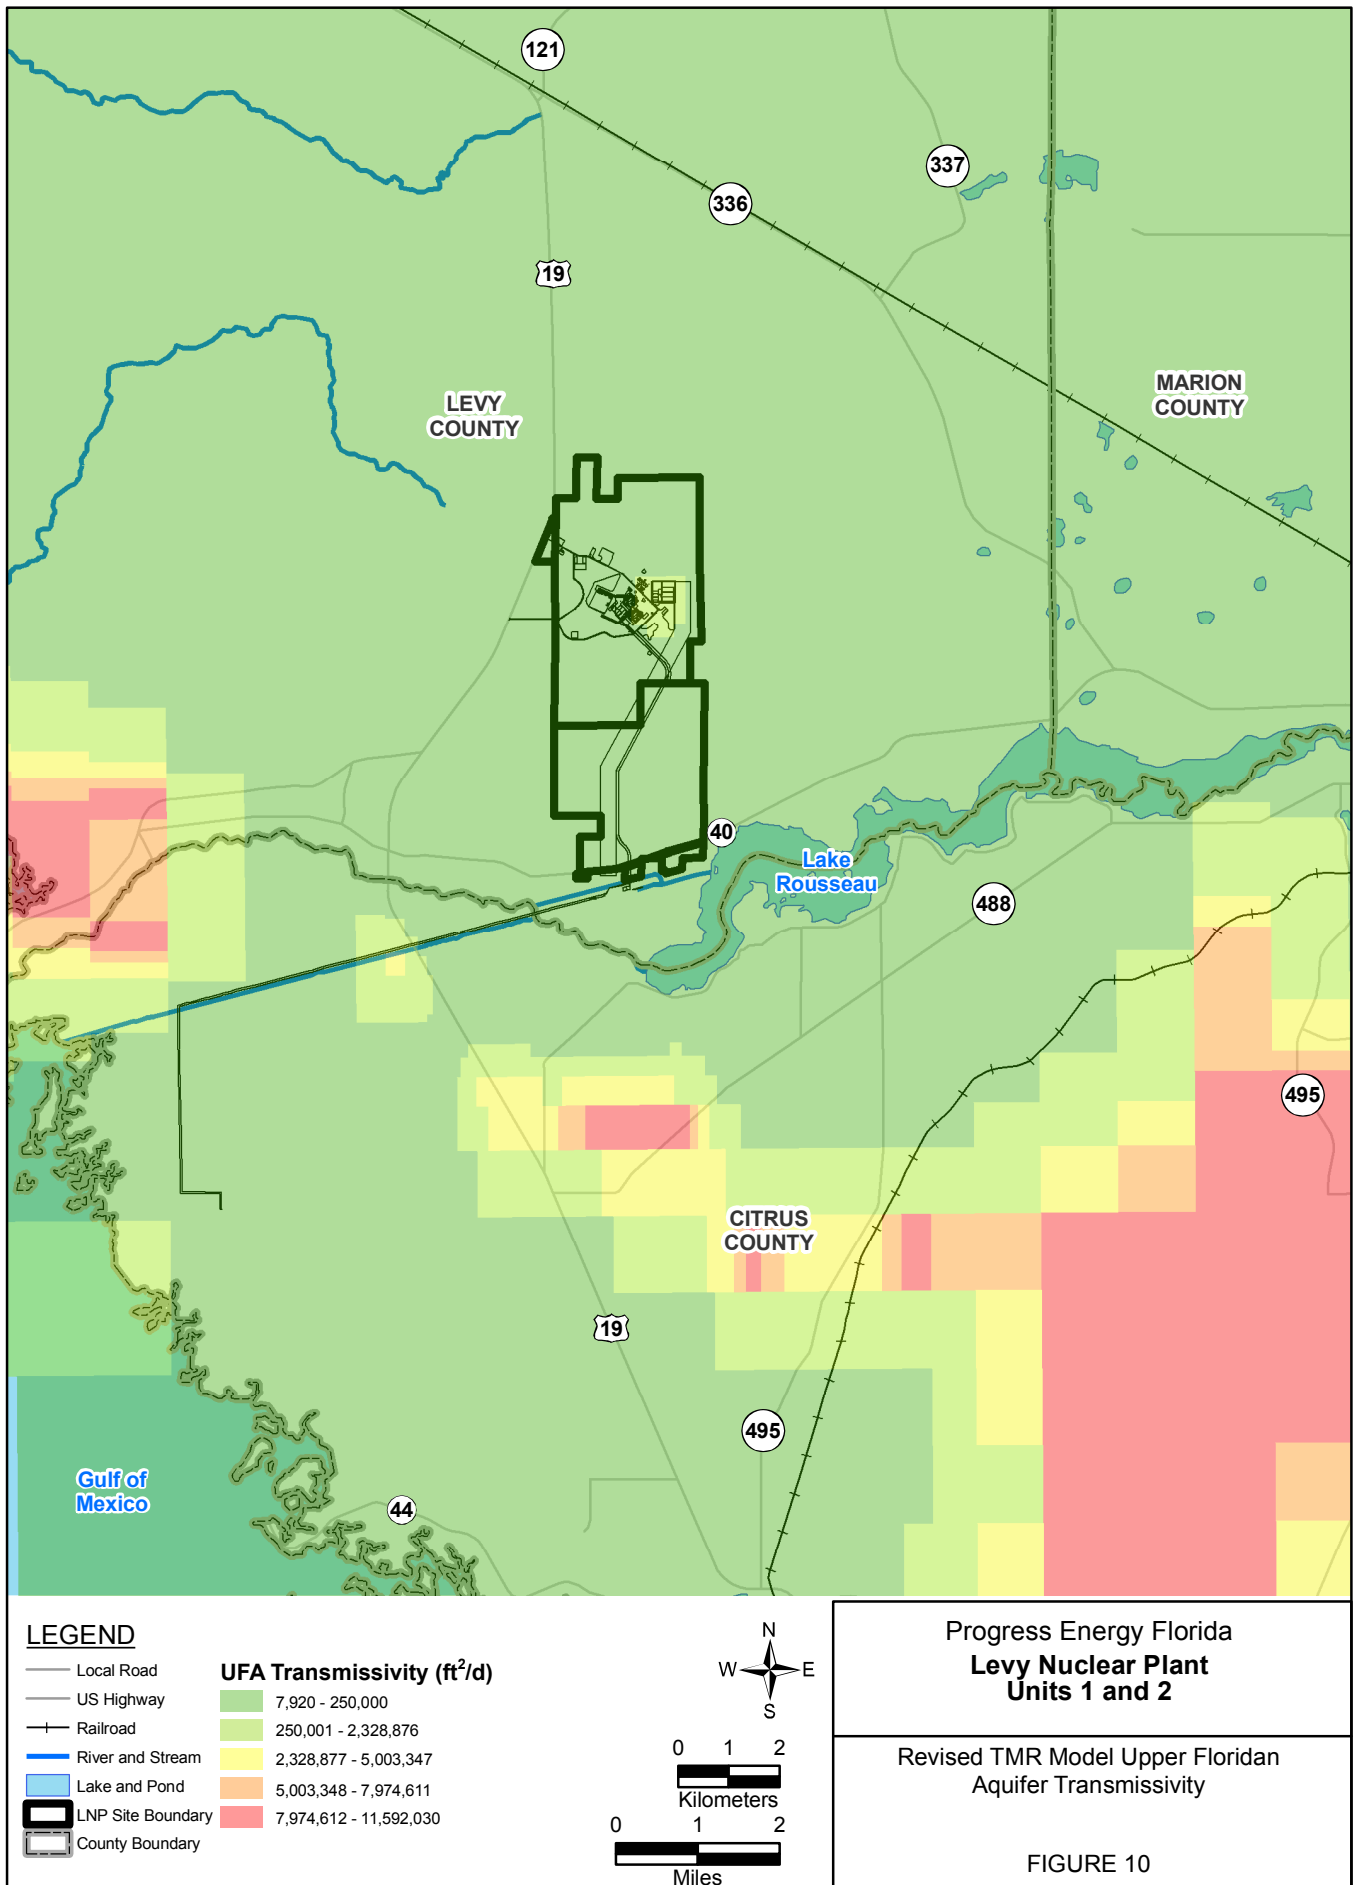 121
337
336
19
MARION
COUNTY
LEVY
COUNTY
40
Lake
Rousseau
488
495
CITRUS
COUNTY
19
495
Gulf of
Mexico
44
LEGEND
Local Road
US Highway
Railroad
River and Stream
Lake and Pond
LNP Site Boundary
County Boundary
UFA Transmissivity (ft²/d)
7,920 - 250,000
250,001 - 2,328,876
2,328,877 - 5,003,347
5,003,348 - 7,974,611
7,974,612 - 11,592,030
N
W E
S
0 1 2
Kilometers
0 1 2
Miles
Progress Energy Florida
Levy Nuclear Plant
Units 1 and 2
Revised TMR Model Upper Floridan
Aquifer Transmissivity
FIGURE 10